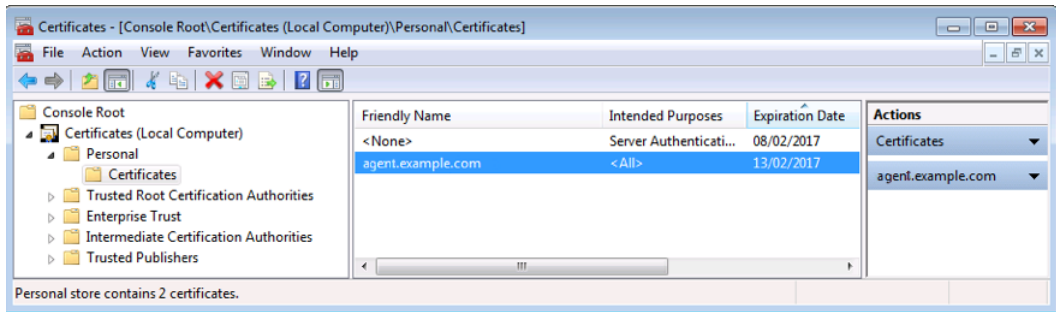 Certificates - [Console Root\Certificates (Local Computer)\Personal\Certificates]
File Action View Favorites Window Help
Console Root
Certificates (Local Computer)
Personal
Certificates
Trusted Root Certification Authorities
Enterprise Trust
Intermediate Certification Authorities
Trusted Publishers
Friendly Name Intended Purposes Expiration Date
<None> Server Authenticati... 08/02/2017
agent.example.com <All> 13/02/2017
Actions
Certificates
agent.example.com
Personal store contains 2 certificates.